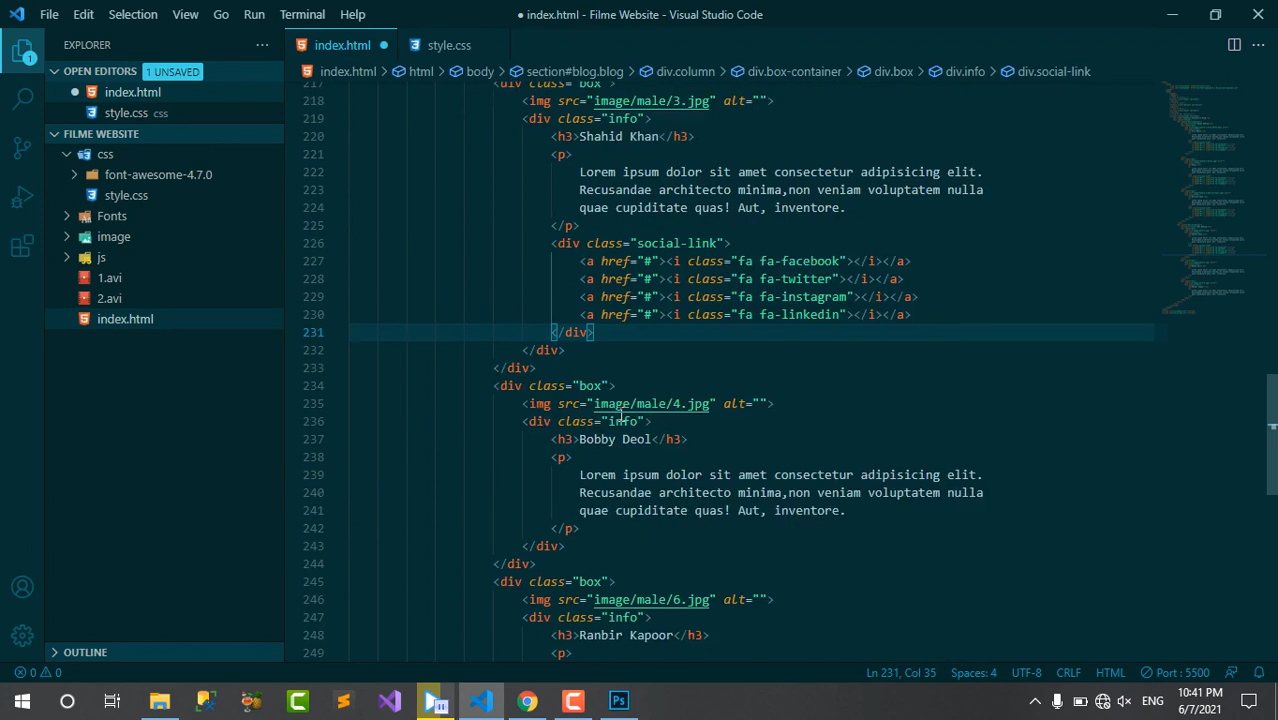 File Edit Selection View Go Run Terminal Help
● index.html - Filme Website - Visual Studio Code
EXPLORER ···
OPEN EDITORS 1 UNSAVED
● index.html
style.css css
FILME WEBSITE
css
font-awesome-4.7.0
style.css
Fonts
image
js
1.avi
2.avi
index.html
OUTLINE
1
index.html ●
style.css
index.html > html > body > section#blog.blog > div.column > div.box-container > div.box > div.info > div.social-link
217 <div class="box">
218 <img src="image/male/3.jpg" alt="">
219 <div class="info">
220 <h3>Shahid Khan</h3>
221 <p>
222 Lorem ipsum dolor sit amet consectetur adipisicing elit.
223 Recusandae architecto minima,non veniam voluptatem nulla
224 quae cupiditate quas! Aut, inventore.
225 </p>
226 <div class="social-link">
227 <a href="#"><i class="fa fa-facebook"></i></a>
228 <a href="#"><i class="fa fa-twitter"></i></a>
229 <a href="#"><i class="fa fa-instagram"></i></a>
230 <a href="#"><i class="fa fa-linkedin"></i></a>
231 </div>
232 </div>
233 </div>
234 <div class="box">
235 <img src="image/male/4.jpg" alt="">
236 <div class="info">
237 <h3>Bobby Deol</h3>
238 <p>
239 Lorem ipsum dolor sit amet consectetur adipisicing elit.
240 Recusandae architecto minima,non veniam voluptatem nulla
241 quae cupiditate quas! Aut, inventore.
242 </p>
243 </div>
244 </div>
245 <div class="box">
246 <img src="image/male/6.jpg" alt="">
247 <div class="info">
248 <h3>Ranbir Kapoor</h3>
249 <p>
0 0
Ln 231, Col 35 Spaces: 4 UTF-8 CRLF HTML Port : 5500
ENG
10:41 PM
6/7/2021